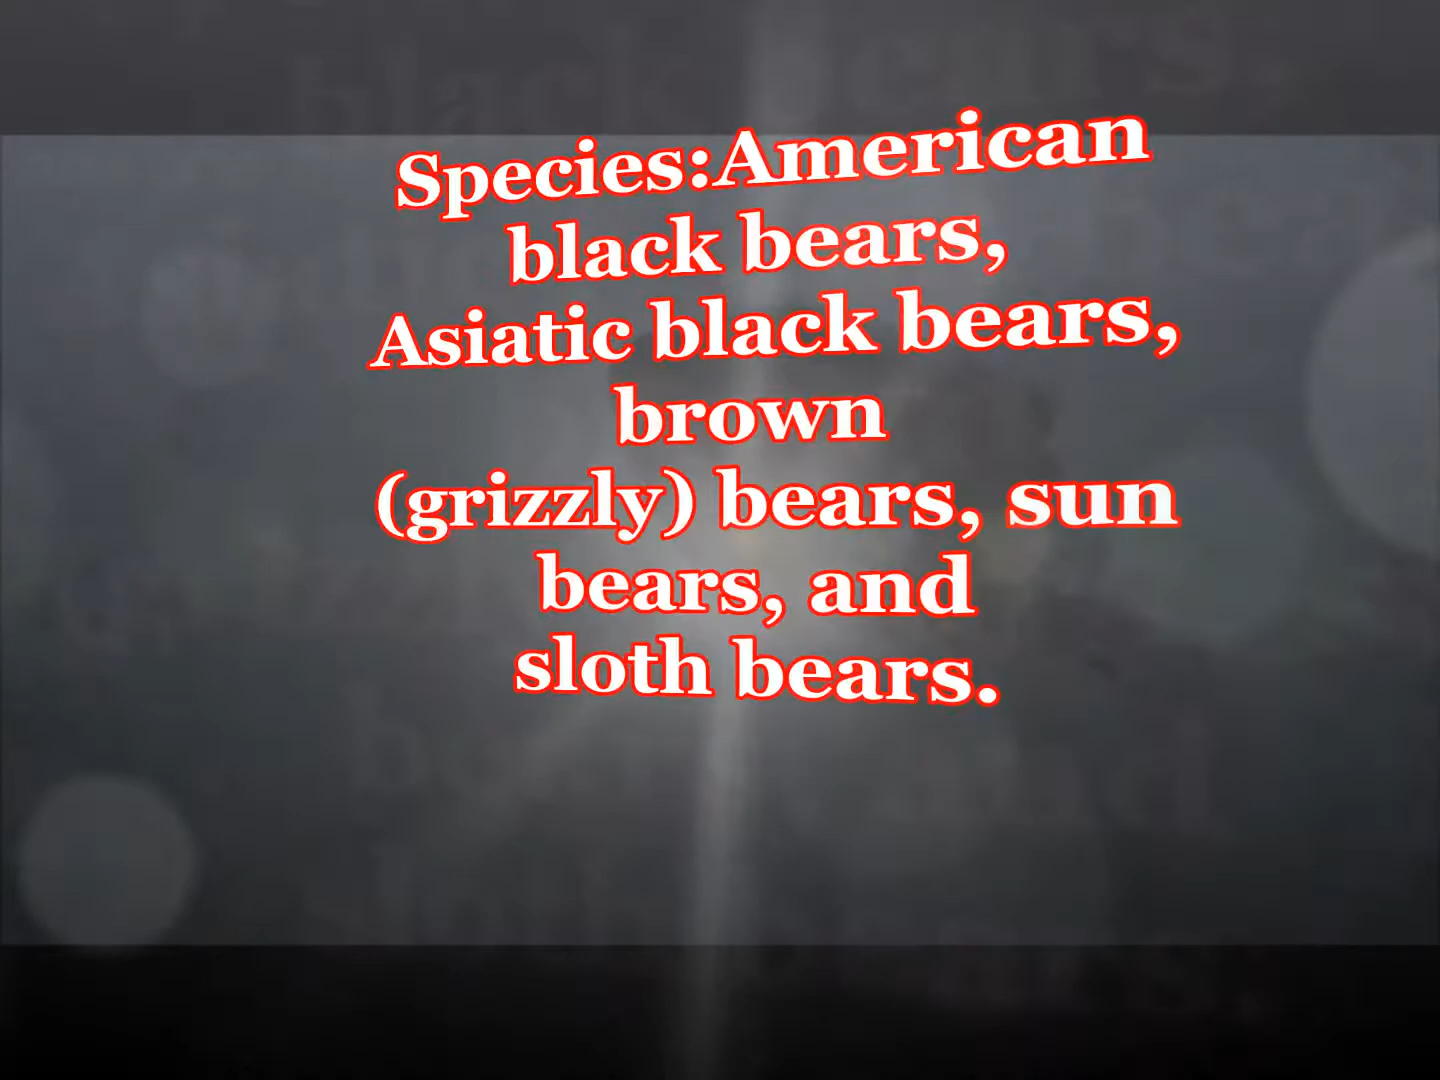 Species:American
black bears,
Asiatic black bears,
brown
(grizzly) bears, sun
bears, and
sloth bears.